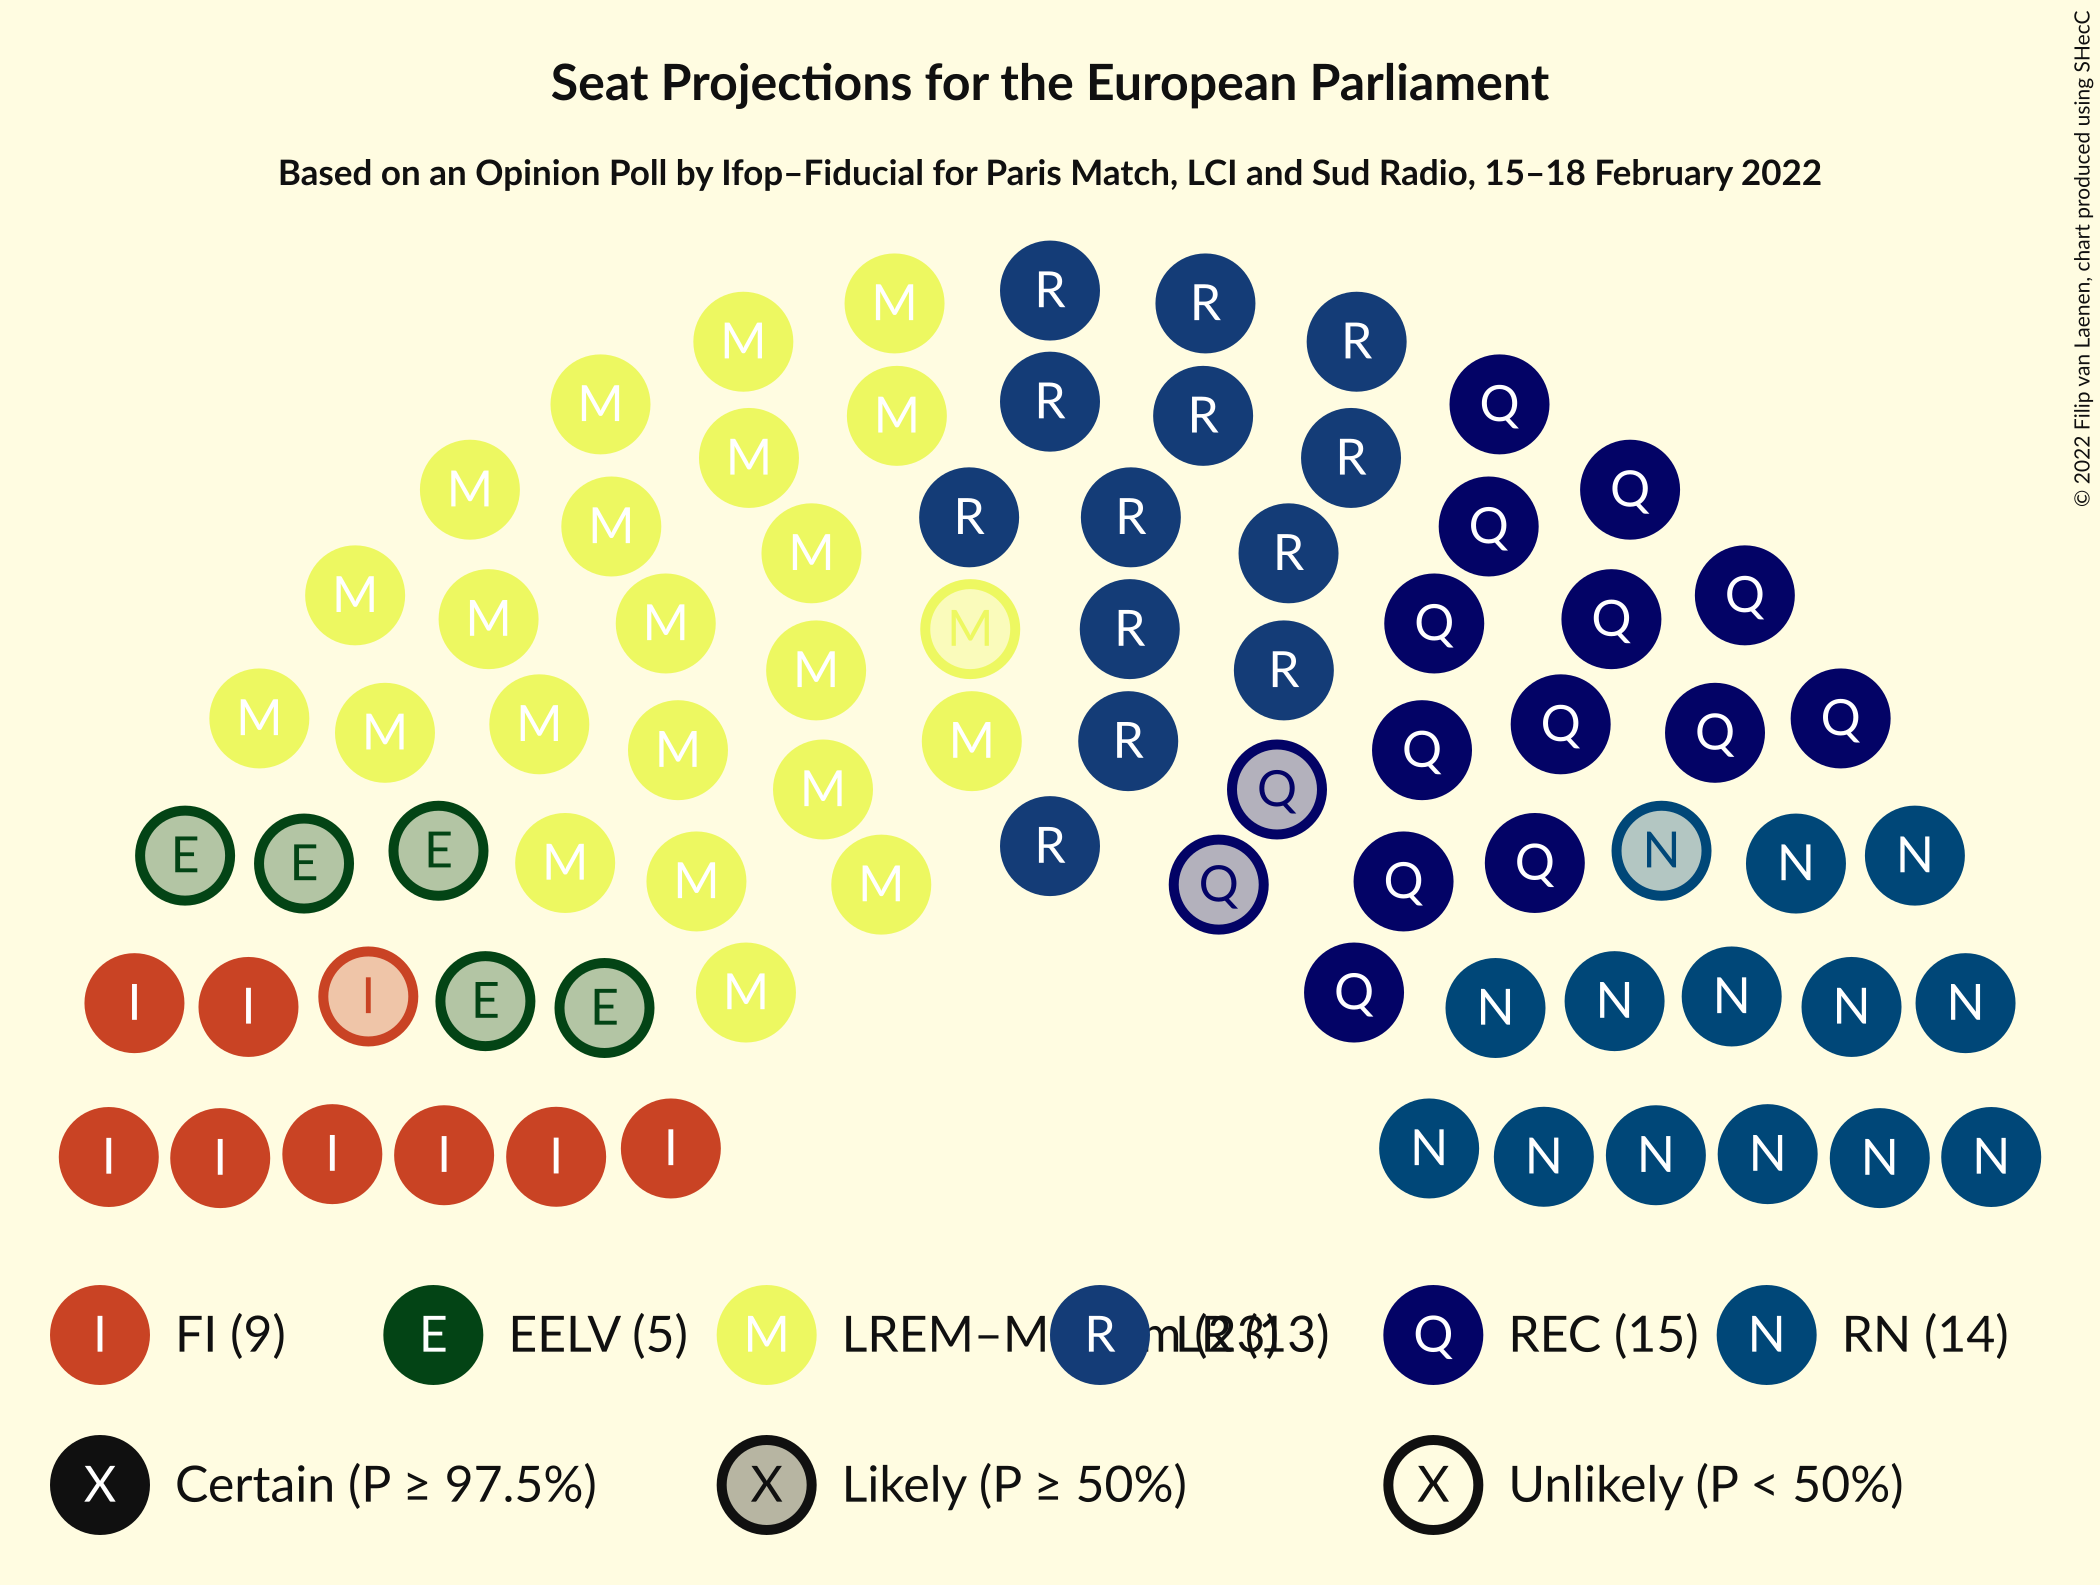 Seat Projections for the European Parliament
Based on an Opinion Poll by Ifop–Fiducial for Paris Match, LCI and Sud Radio, 15–18 February 2022
© 2022 Filip van Laenen, chart produced using SHecC
R
M R
M R
M R M R Q
M M R Q
M M R R Q Q
M M R
M M M M R Q Q Q
M R R
M M M M M R Q Q Q Q
M Q
E E E M M M R Q Q Q N N N
I I I E E M Q N N N N N
I I I I I I N N N N N N
I FI (9) E EELV (5) M LREM–M m (23) R LR (13) Q REC (15) N RN (14)
X Certain (P ≥ 97.5%) X Likely (P ≥ 50%) X Unlikely (P < 50%)